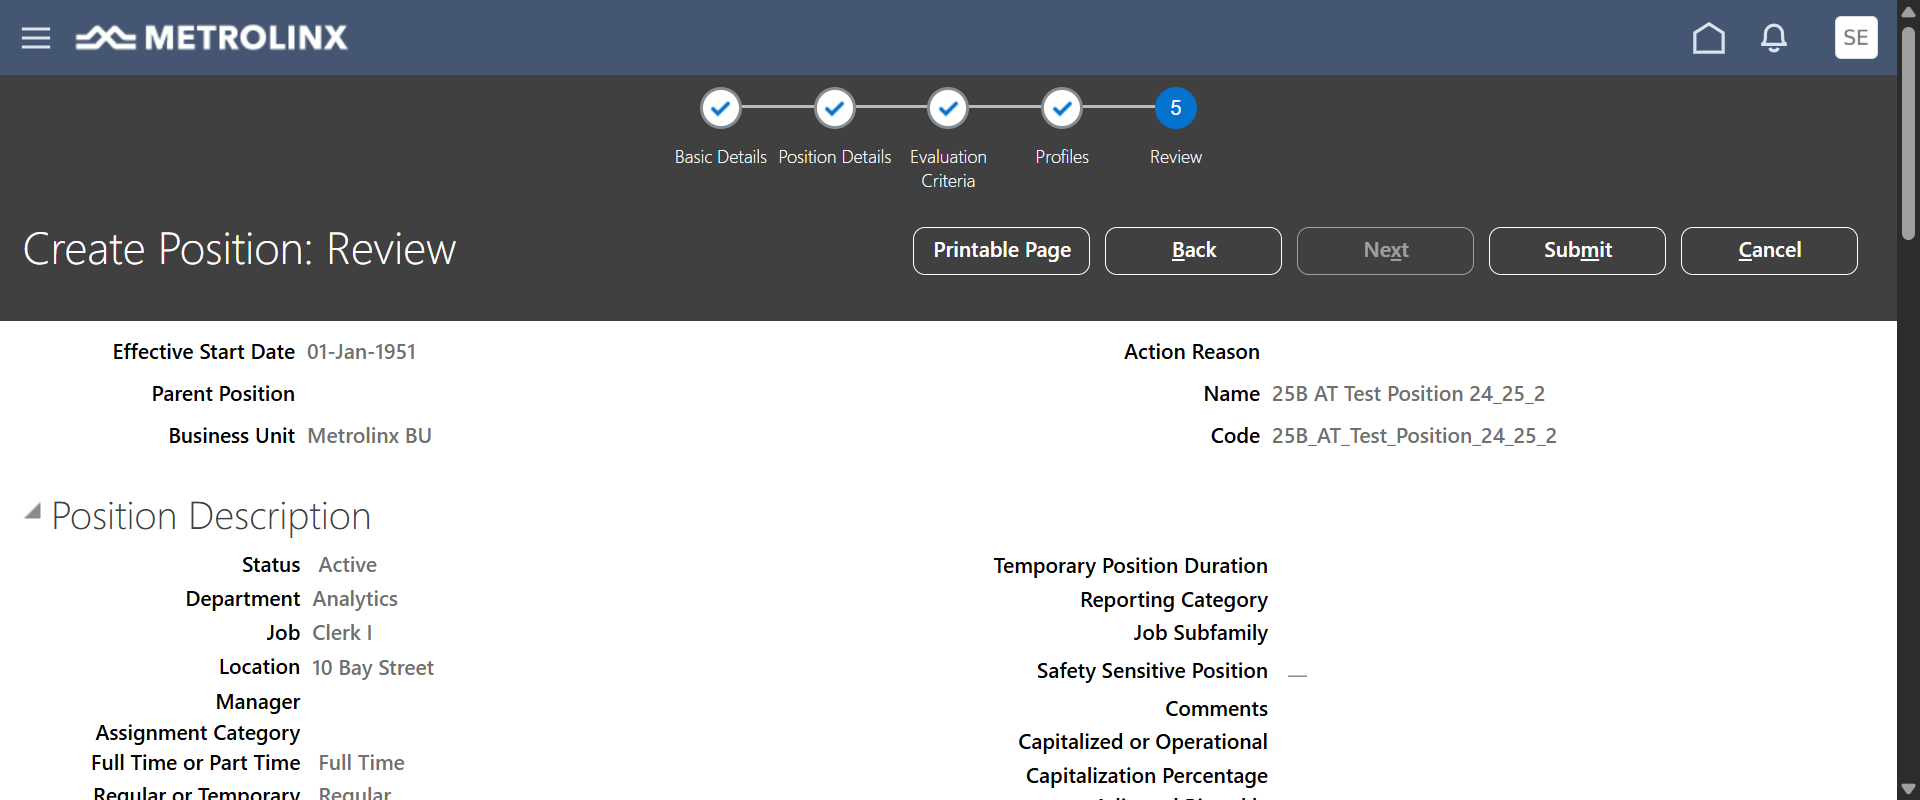 METROLINX
SE
5
Basic Details
Position Details
Evaluation
Criteria
Profiles
Review
Create Position: Review
Printable Page
Back
Next
Submit
Cancel
Effective Start Date 01-Jan-1951
Action Reason
Parent Position
Name 25B AT Test Position 24_25_2
Business Unit Metrolinx BU
Code 25B_AT_Test_Position_24_25_2
Position Description
Status Active
Temporary Position Duration
Department Analytics
Reporting Category
Job Clerk I
Job Subfamily
Location 10 Bay Street
Safety Sensitive Position —
Manager
Comments
Assignment Category
Capitalized or Operational
Full Time or Part Time Full Time
Capitalization Percentage
Regular or Temporary Regular